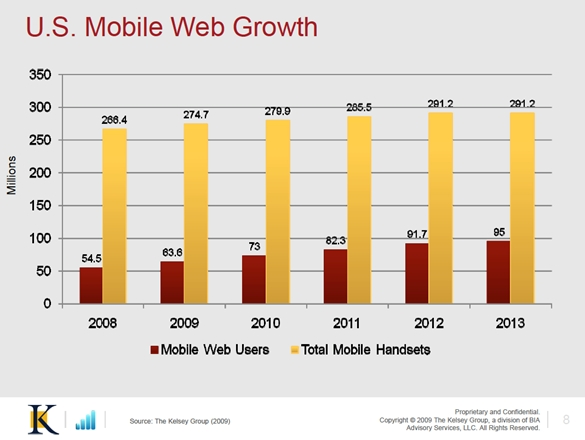 U.S. Mobile Web Growth
350
300
250
200
150
100
50
0
Millions
266.4
274.7
279.9
285.5
291.2
291.2
54.5
63.6
73
82.3
91.7
95
2008 2009 2010 2011 2012 2013
Mobile Web Users Total Mobile Handsets
K
Source: The Kelsey Group (2009)
Proprietary and Confidential.
Copyright © 2009 The Kelsey Group, a division of BIA
Advisory Services, LLC. All Rights Reserved.
8